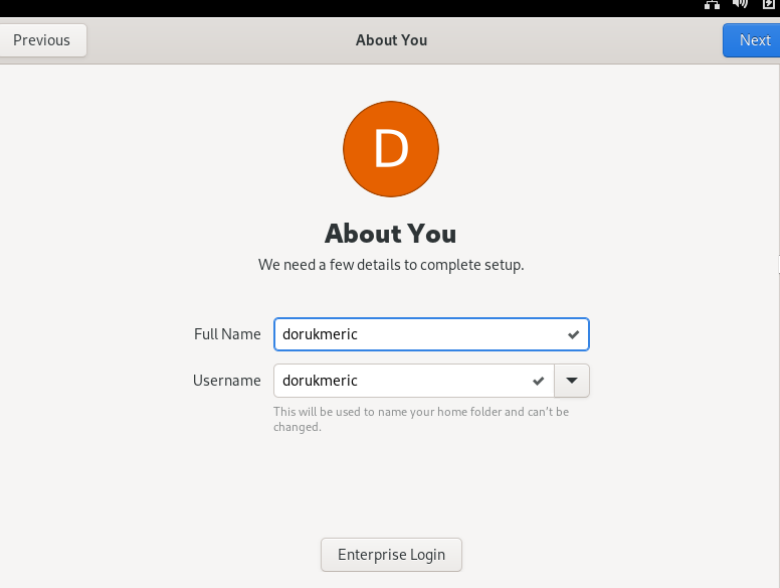 Previous
About You
Next
D
About You
We need a few details to complete setup.
Full Name
dorukmeric
Username
dorukmeric
This will be used to name your home folder and can't be
changed.
Enterprise Login